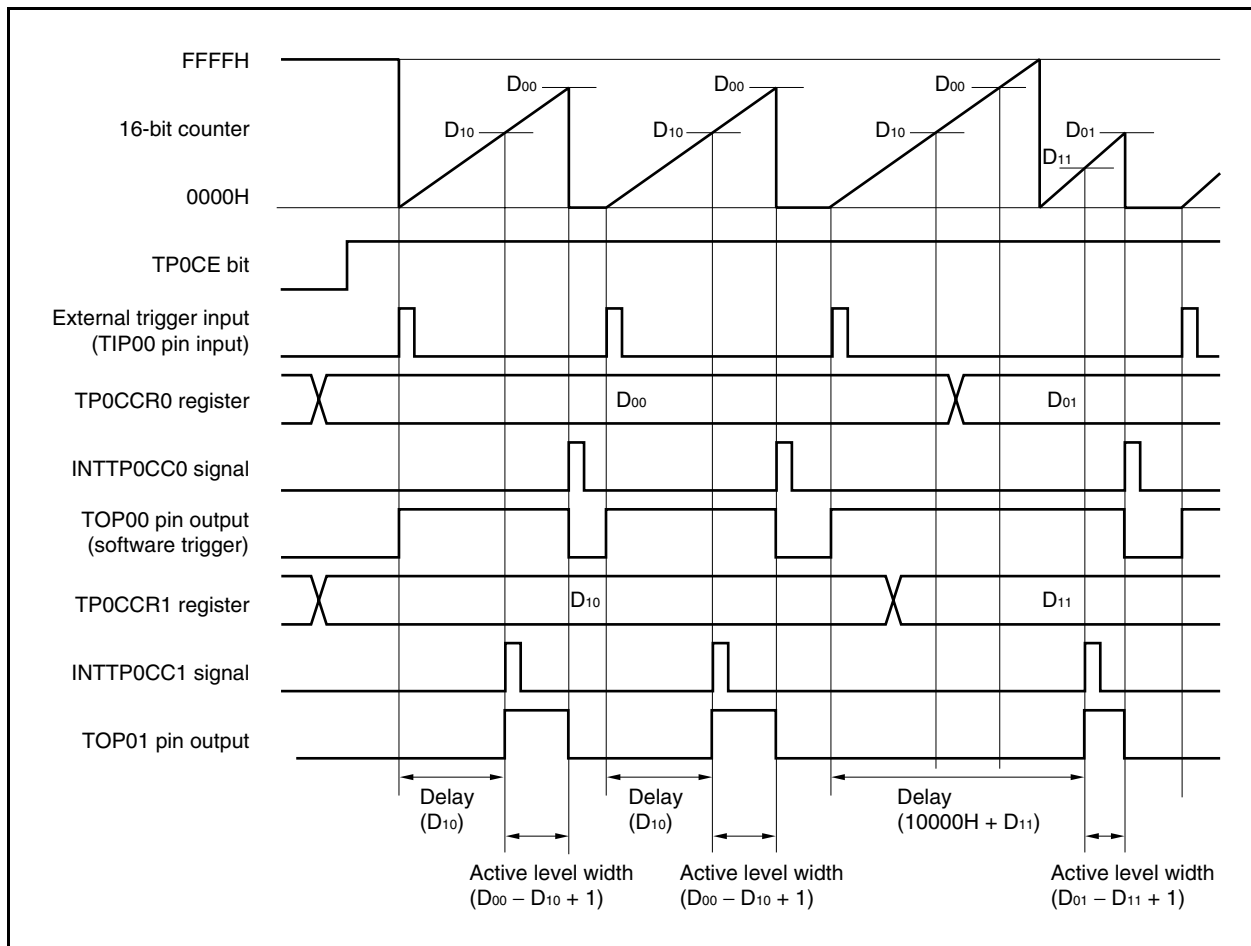 FFFFH
D00
D00
D00
16-bit counter
D10
D10
D10
D01
D11
0000H
TP0CE bit
External trigger input
(TIP00 pin input)
TP0CCR0 register
D00
D01
INTTP0CC0 signal
TOP00 pin output
(software trigger)
TP0CCR1 register
D10
D11
INTTP0CC1 signal
TOP01 pin output
Delay
(D10)
Delay
(D10)
Delay
(10000H + D11)
Active level width
(D00 − D10 + 1)
Active level width
(D00 − D10 + 1)
Active level width
(D01 − D11 + 1)